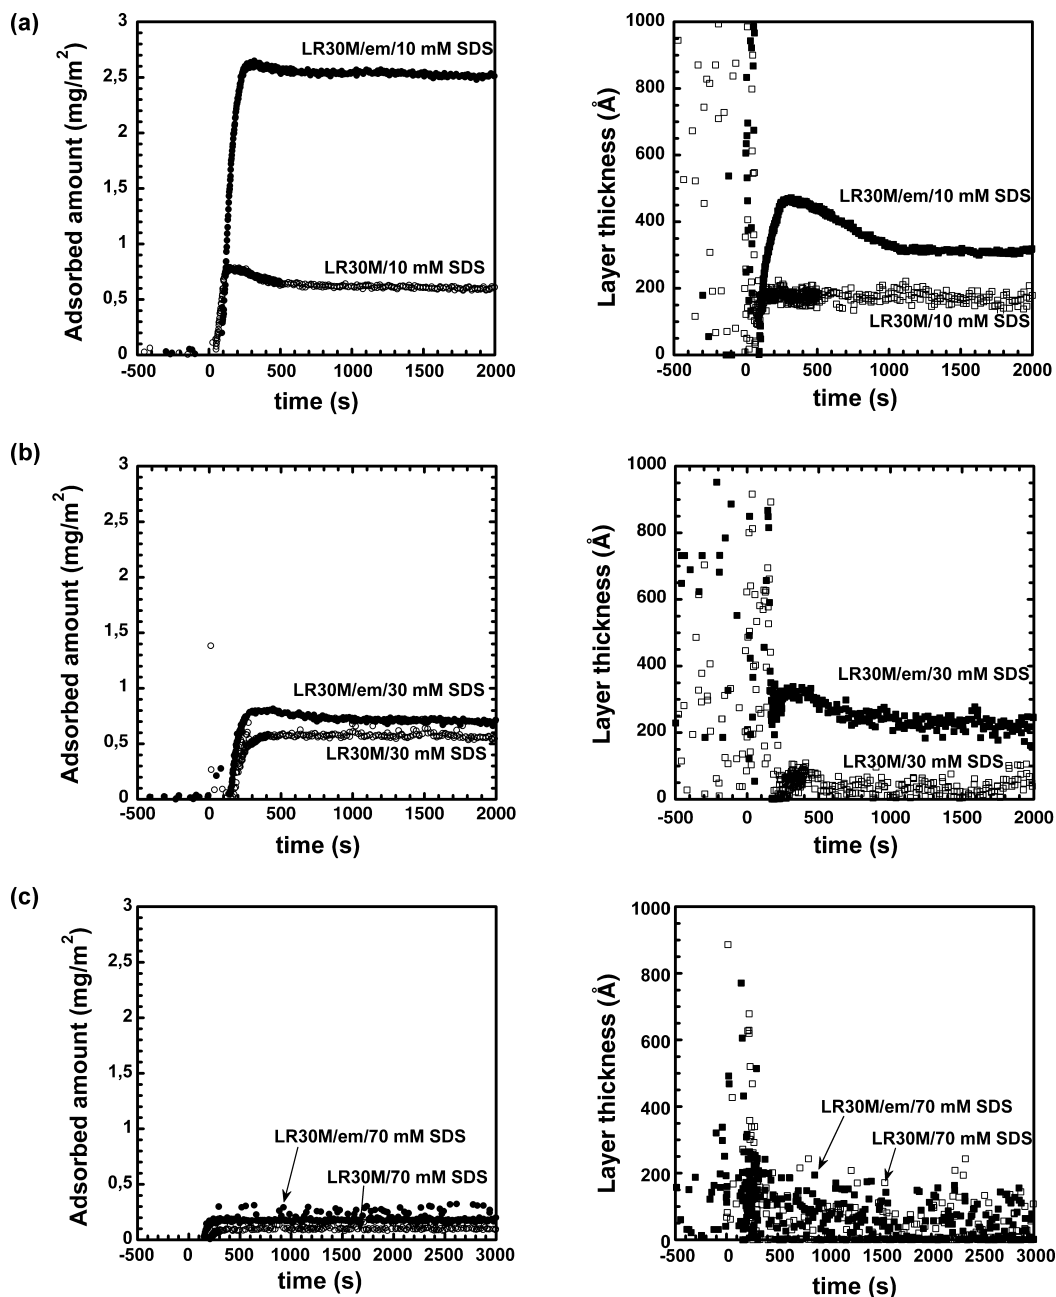 (a)
Adsorbed amount (mg/m2)
3
2,5
2
1,5
1
0,5
0
LR30M/em/10 mM SDS
LR30M/10 mM SDS
-500 0 500 1000 1500 2000
time (s)
Layer thickness (Å)
1000
800
600
400
200
0
LR30M/em/10 mM SDS
LR30M/10 mM SDS
-500 0 500 1000 1500 2000
time (s)
(b)
Adsorbed amount (mg/m2)
3
2,5
2
1,5
1
0,5
0
LR30M/em/30 mM SDS
LR30M/30 mM SDS
-500 0 500 1000 1500 2000
time (s)
Layer thickness (Å)
1000
800
600
400
200
0
LR30M/em/30 mM SDS
LR30M/30 mM SDS
-500 0 500 1000 1500 2000
time (s)
(c)
Adsorbed amount (mg/m2)
3
2,5
2
1,5
1
0,5
0
LR30M/em/70 mM SDS
LR30M/70 mM SDS
-500 0 500 1000 1500 2000 2500 3000
time (s)
Layer thickness (Å)
1000
800
600
400
200
0
LR30M/em/70 mM SDS
LR30M/70 mM SDS
-500 0 500 1000 1500 2000 2500 3000
time (s)